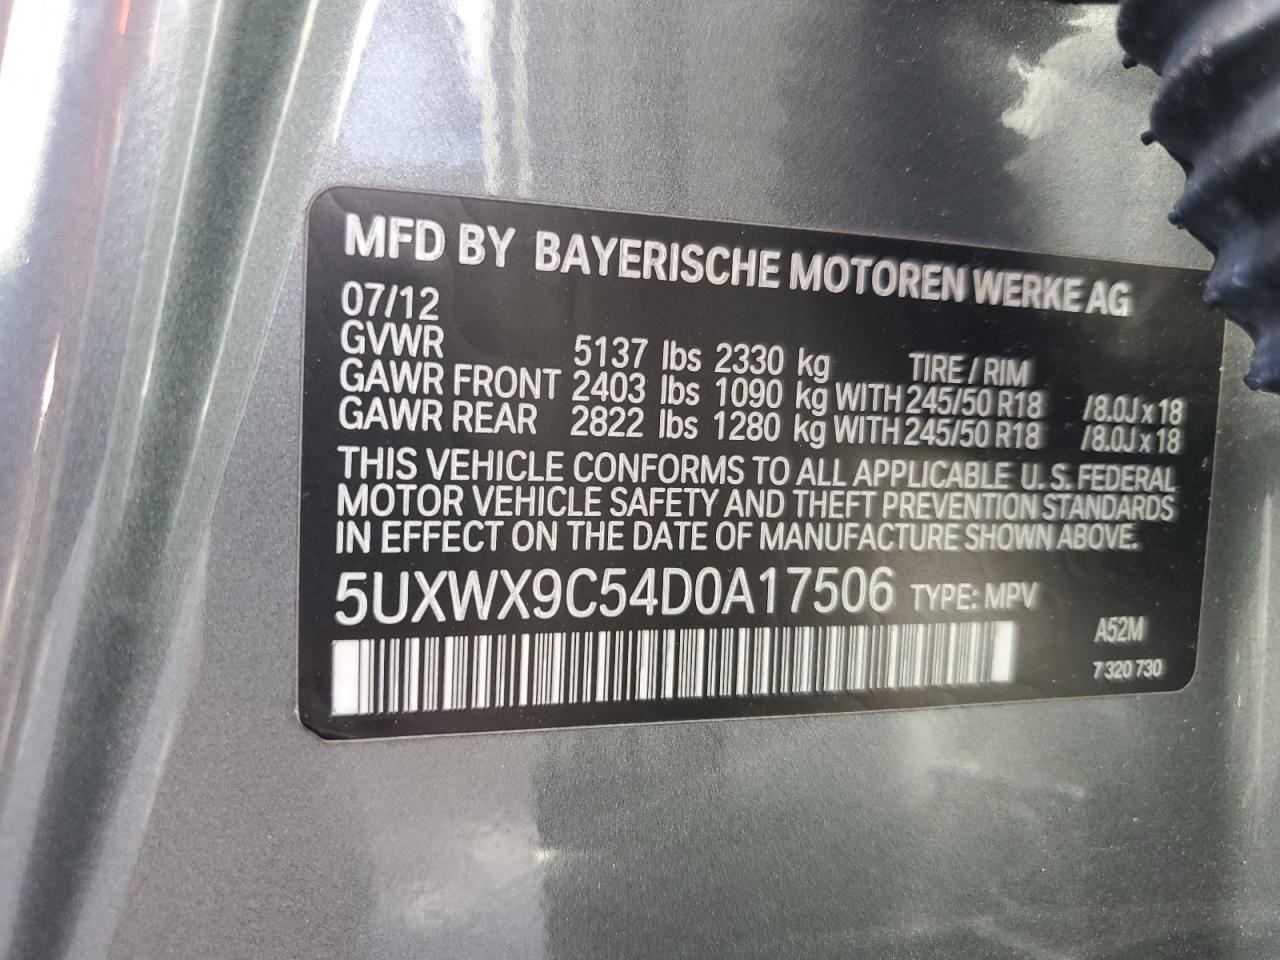 MFD BY BAYERISCHE MOTOREN WERKE AG
07/12
GVWR 5137 lbs 2330 kg TIRE / RIM
GAWR FRONT 2403 lbs 1090 kg WITH 245/50 R18 /8.0J x 18
GAWR REAR 2822 lbs 1280 kg WITH 245/50 R18 /8.0J x 18
THIS VEHICLE CONFORMS TO ALL APPLICABLE U.S. FEDERAL
MOTOR VEHICLE SAFETY AND THEFT PREVENTION STANDARDS
IN EFFECT ON THE DATE OF MANUFACTURE SHOWN ABOVE.
5UXWX9C54D0A17506 TYPE: MPV
A52M
7 320 730